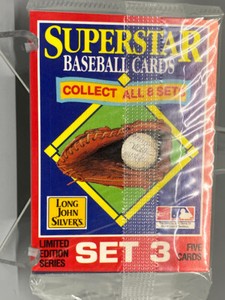 SUPERSTAR
BASEBALL CARDS
COLLECT ALL 8 SETS
LONG
JOHN
SILVER'S
LIMITED
EDITION
SERIES
SET 3
FIVE
CARDS